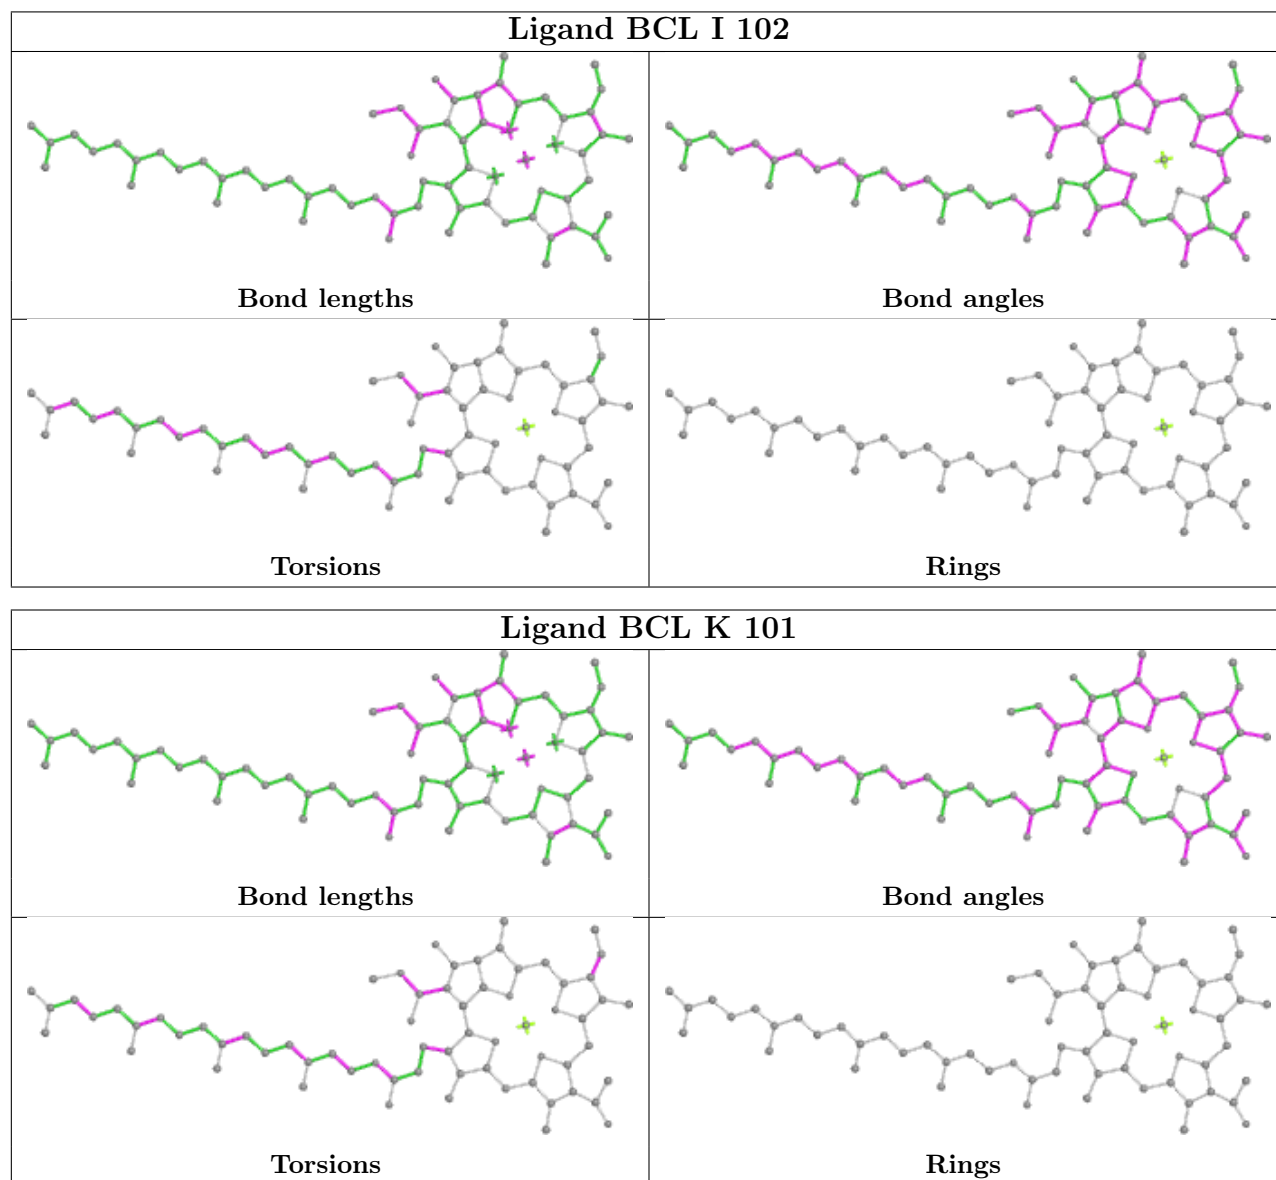 Ligand BCL I 102
Bond lengths
Bond angles
Torsions
Rings
Ligand BCL K 101
Bond lengths
Bond angles
Torsions
Rings